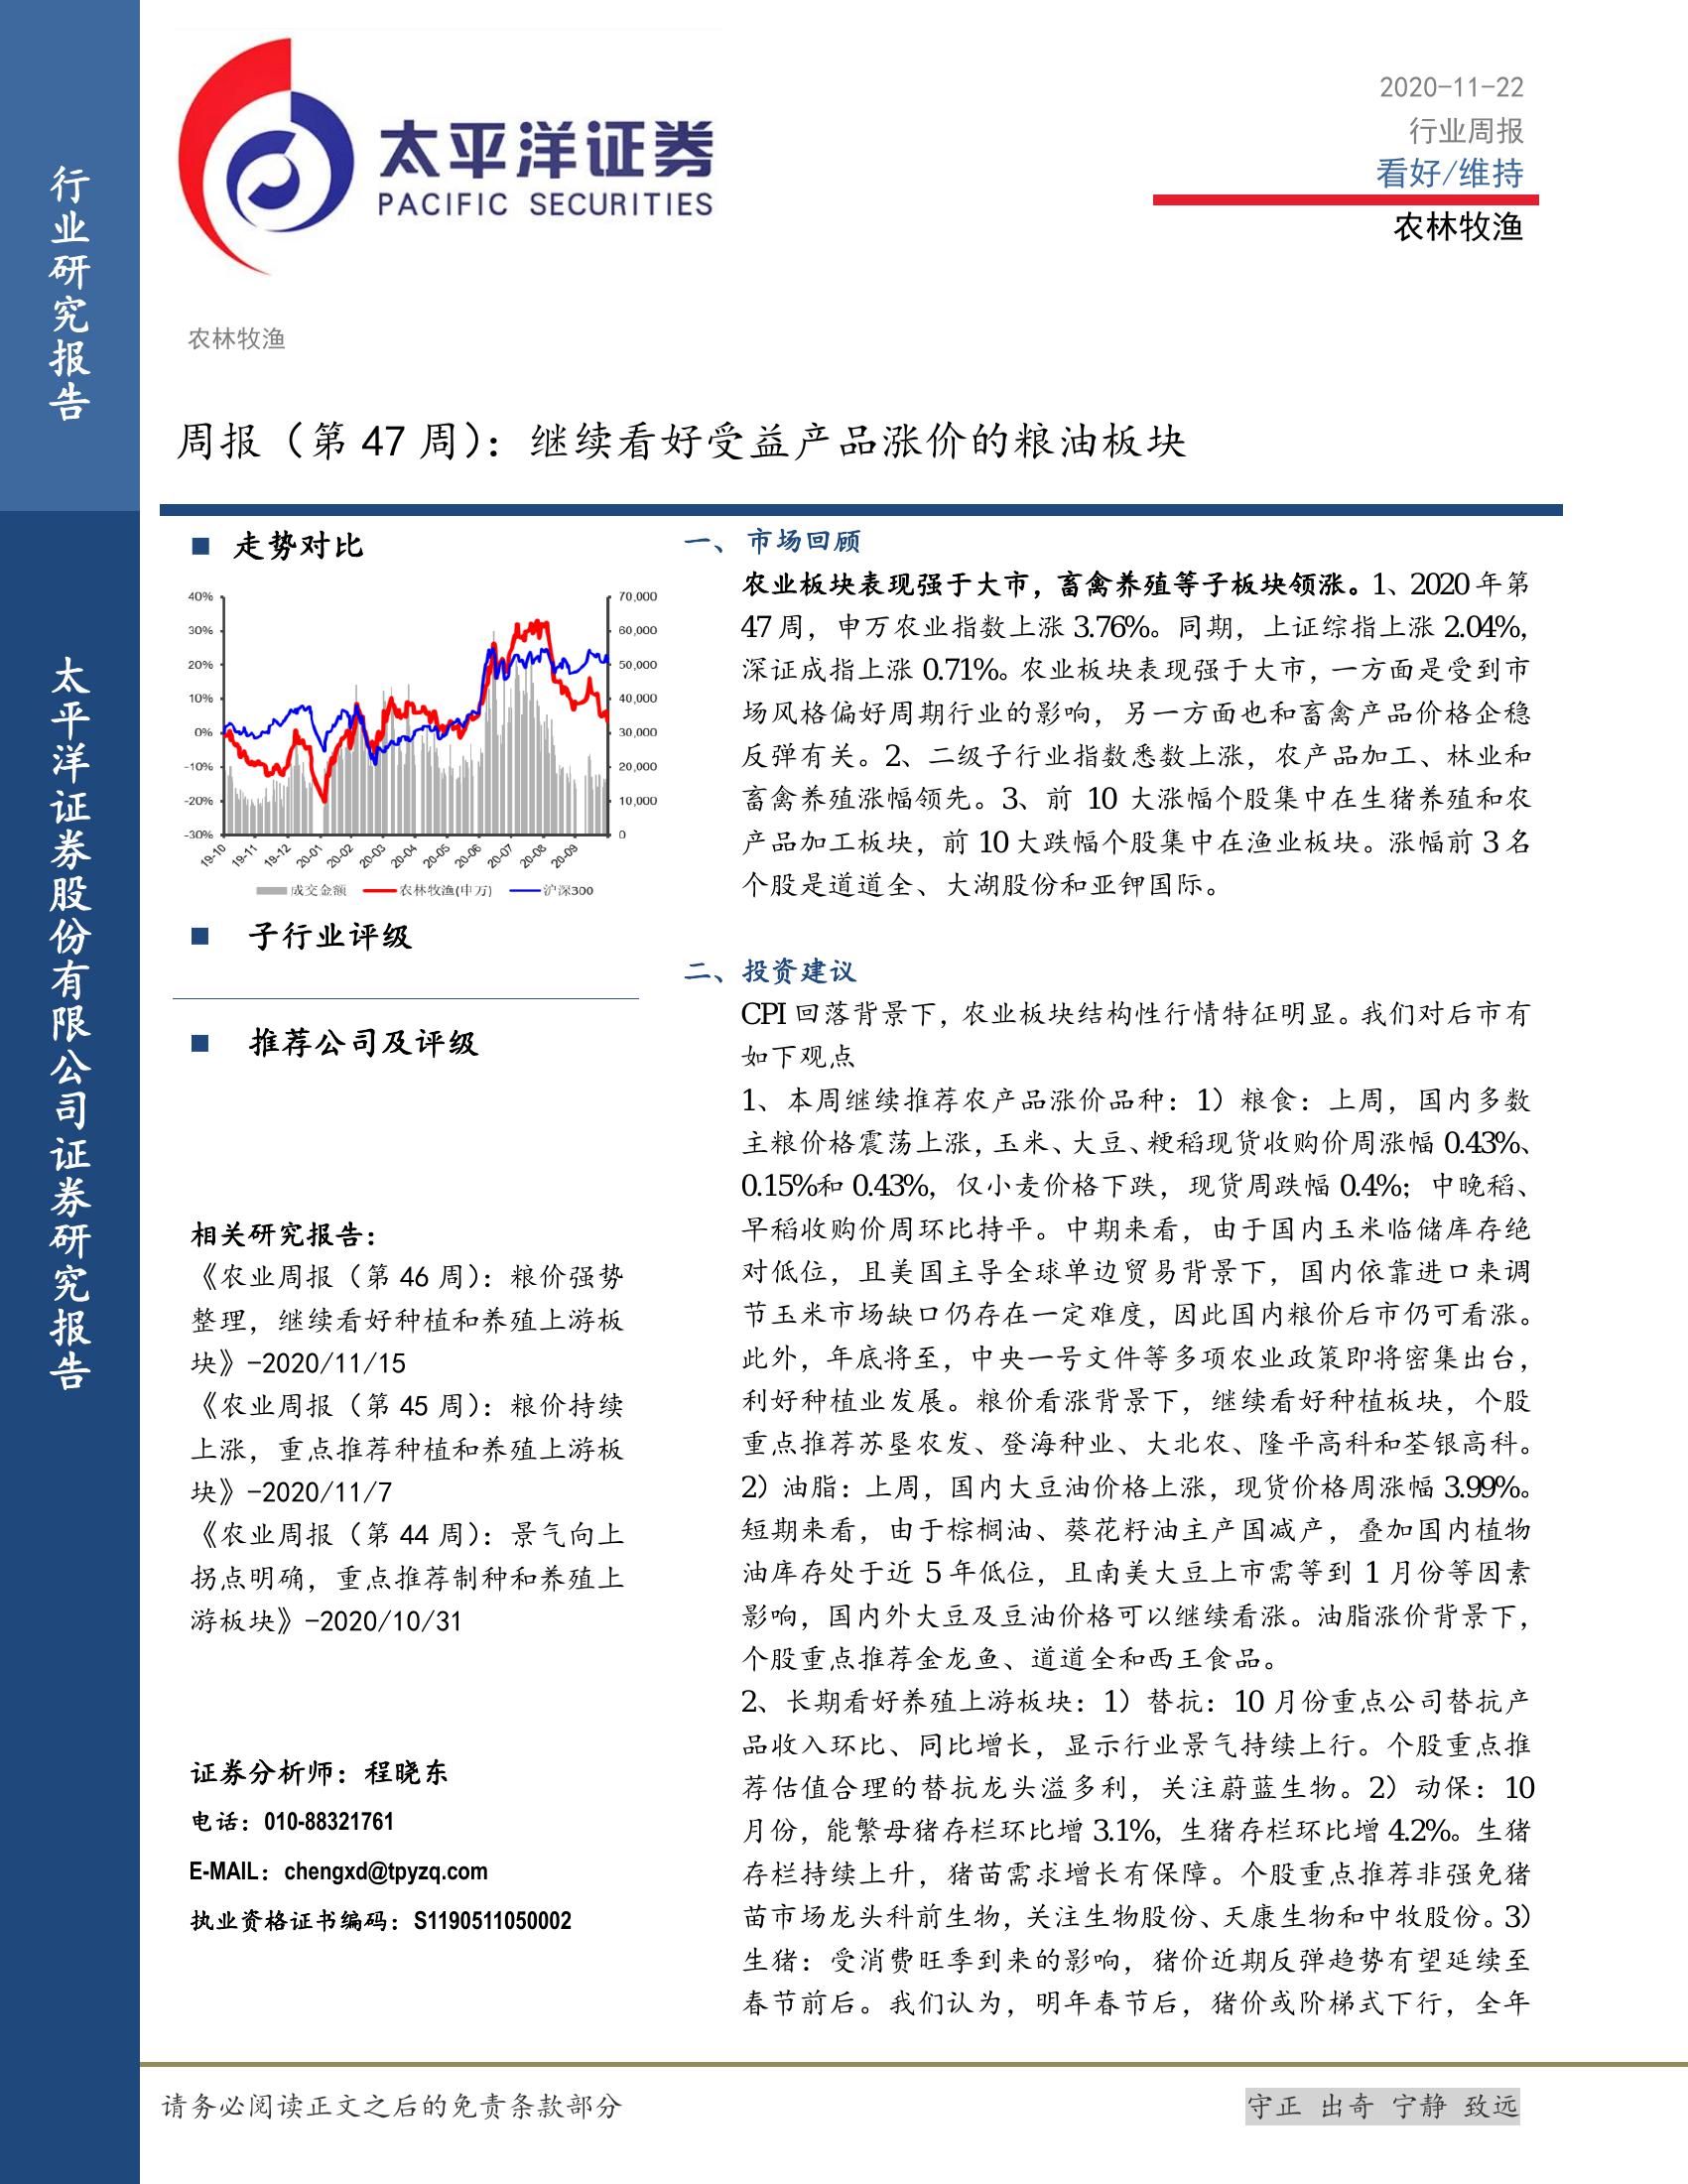 行业研究报告
太平洋证券股份有限公司证券研究报告
太平洋证券
PACIFIC SECURITIES
2020-11-22
行业周报
看好/维持
农林牧渔
农林牧渔
周报（第 47 周）：继续看好受益产品涨价的粮油板块
■ 走势对比
40%
30%
20%
10%
0%
-10%
-20%
-30%
70,000
60,000
50,000
40,000
30,000
20,000
10,000
0
19-10 19-11 19-12 20-01 20-02 20-03 20-04 20-05 20-06 20-07 20-08 20-09
成交金额 农林牧渔(申万) 沪深300
■ 子行业评级
■ 推荐公司及评级
相关研究报告：
《农业周报（第 46 周）：粮价强势
整理，继续看好种植和养殖上游板
块》-2020/11/15
《农业周报（第 45 周）：粮价持续
上涨，重点推荐种植和养殖上游板
块》-2020/11/7
《农业周报（第 44 周）：景气向上
拐点明确，重点推荐制种和养殖上
游板块》-2020/10/31
证券分析师：程晓东
电话：010-88321761
E-MAIL：chengxd@tpyzq.com
执业资格证书编码：S1190511050002
一、 市场回顾
农业板块表现强于大市，畜禽养殖等子板块领涨。1、2020 年第
47 周，申万农业指数上涨 3.76%。同期，上证综指上涨 2.04%，
深证成指上涨 0.71%。农业板块表现强于大市，一方面是受到市
场风格偏好周期行业的影响，另一方面也和畜禽产品价格企稳
反弹有关。2、二级子行业指数悉数上涨，农产品加工、林业和
畜禽养殖涨幅领先。3、前 10 大涨幅个股集中在生猪养殖和农
产品加工板块，前 10 大跌幅个股集中在渔业板块。涨幅前 3 名
个股是道道全、大湖股份和亚钾国际。
二、投资建议
CPI 回落背景下，农业板块结构性行情特征明显。我们对后市有
如下观点
1、本周继续推荐农产品涨价品种：1）粮食：上周，国内多数
主粮价格震荡上涨，玉米、大豆、粳稻现货收购价周涨幅 0.43%、
0.15%和 0.43%，仅小麦价格下跌，现货周跌幅 0.4%；中晚稻、
早稻收购价周环比持平。中期来看，由于国内玉米临储库存绝
对低位，且美国主导全球单边贸易背景下，国内依靠进口来调
节玉米市场缺口仍存在一定难度，因此国内粮价后市仍可看涨。
此外，年底将至，中央一号文件等多项农业政策即将密集出台，
利好种植业发展。粮价看涨背景下，继续看好种植板块，个股
重点推荐苏垦农发、登海种业、大北农、隆平高科和荃银高科。
2）油脂：上周，国内大豆油价格上涨，现货价格周涨幅 3.99%。
短期来看，由于棕榈油、葵花籽油主产国减产，叠加国内植物
油库存处于近 5 年低位，且南美大豆上市需等到 1 月份等因素
影响，国内外大豆及豆油价格可以继续看涨。油脂涨价背景下，
个股重点推荐金龙鱼、道道全和西王食品。
2、长期看好养殖上游板块：1）替抗：10 月份重点公司替抗产
品收入环比、同比增长，显示行业景气持续上行。个股重点推
荐估值合理的替抗龙头溢多利，关注蔚蓝生物。2）动保：10
月份，能繁母猪存栏环比增 3.1%，生猪存栏环比增 4.2%。生猪
存栏持续上升，猪苗需求增长有保障。个股重点推荐非强免猪
苗市场龙头科前生物，关注生物股份、天康生物和中牧股份。3）
生猪：受消费旺季到来的影响，猪价近期反弹趋势有望延续至
春节前后。我们认为，明年春节后，猪价或阶梯式下行，全年
请务必阅读正文之后的免责条款部分
守正 出奇 宁静 致远